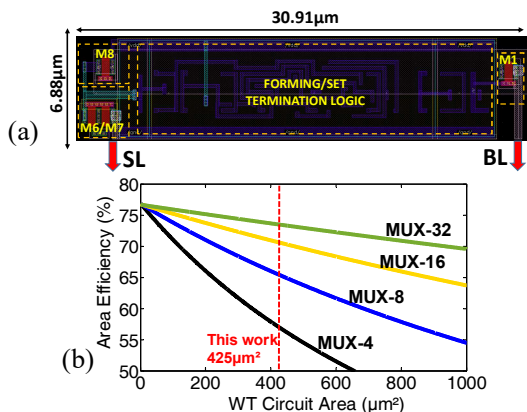 30.91μm
6.88μm
M8
M1
FORMING/SET
TERMINATION LOGIC
M6/M7
(a)
SL
BL
80
75
70
65
60
55
50
Area Efficiency (%)
MUX-32
MUX-16
MUX-8
MUX-4
This work
425μm²
(b)
0
200
400
600
800
1000
WT Circuit Area (μm²)